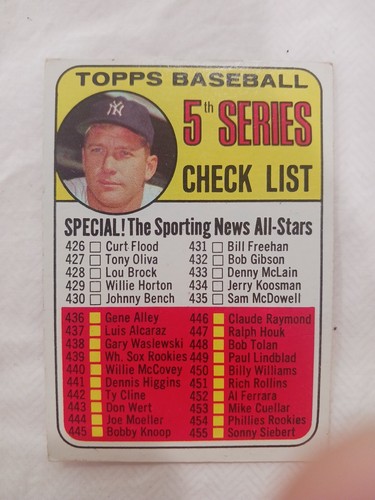 TOPPS BASEBALL
NY
5th SERIES
CHECK LIST
SPECIAL! The Sporting News All-Stars
426 Curt Flood
427 Tony Oliva
428 Lou Brock
429 Willie Horton
430 Johnny Bench
431 Bill Freehan
432 Bob Gibson
433 Denny McLain
434 Jerry Koosman
435 Sam McDowell
436 Gene Alley
437 Luis Alcaraz
438 Gary Wasiewski
439 Wh. Sox Rookies
440 Willie McCovey
441 Dennis Higgins
442 Ty Cline
443 Don Wert
444 Joe Moeller
445 Bobby Knoop
446 Claude Raymond
447 Ralph Houk
448 Bob Tolan
449 Paul Lindblad
450 Billy Williams
451 Rich Rollins
452 Al Ferrara
453 Mike Cuellar
454 Phillies Rookies
455 Sonny Siebert